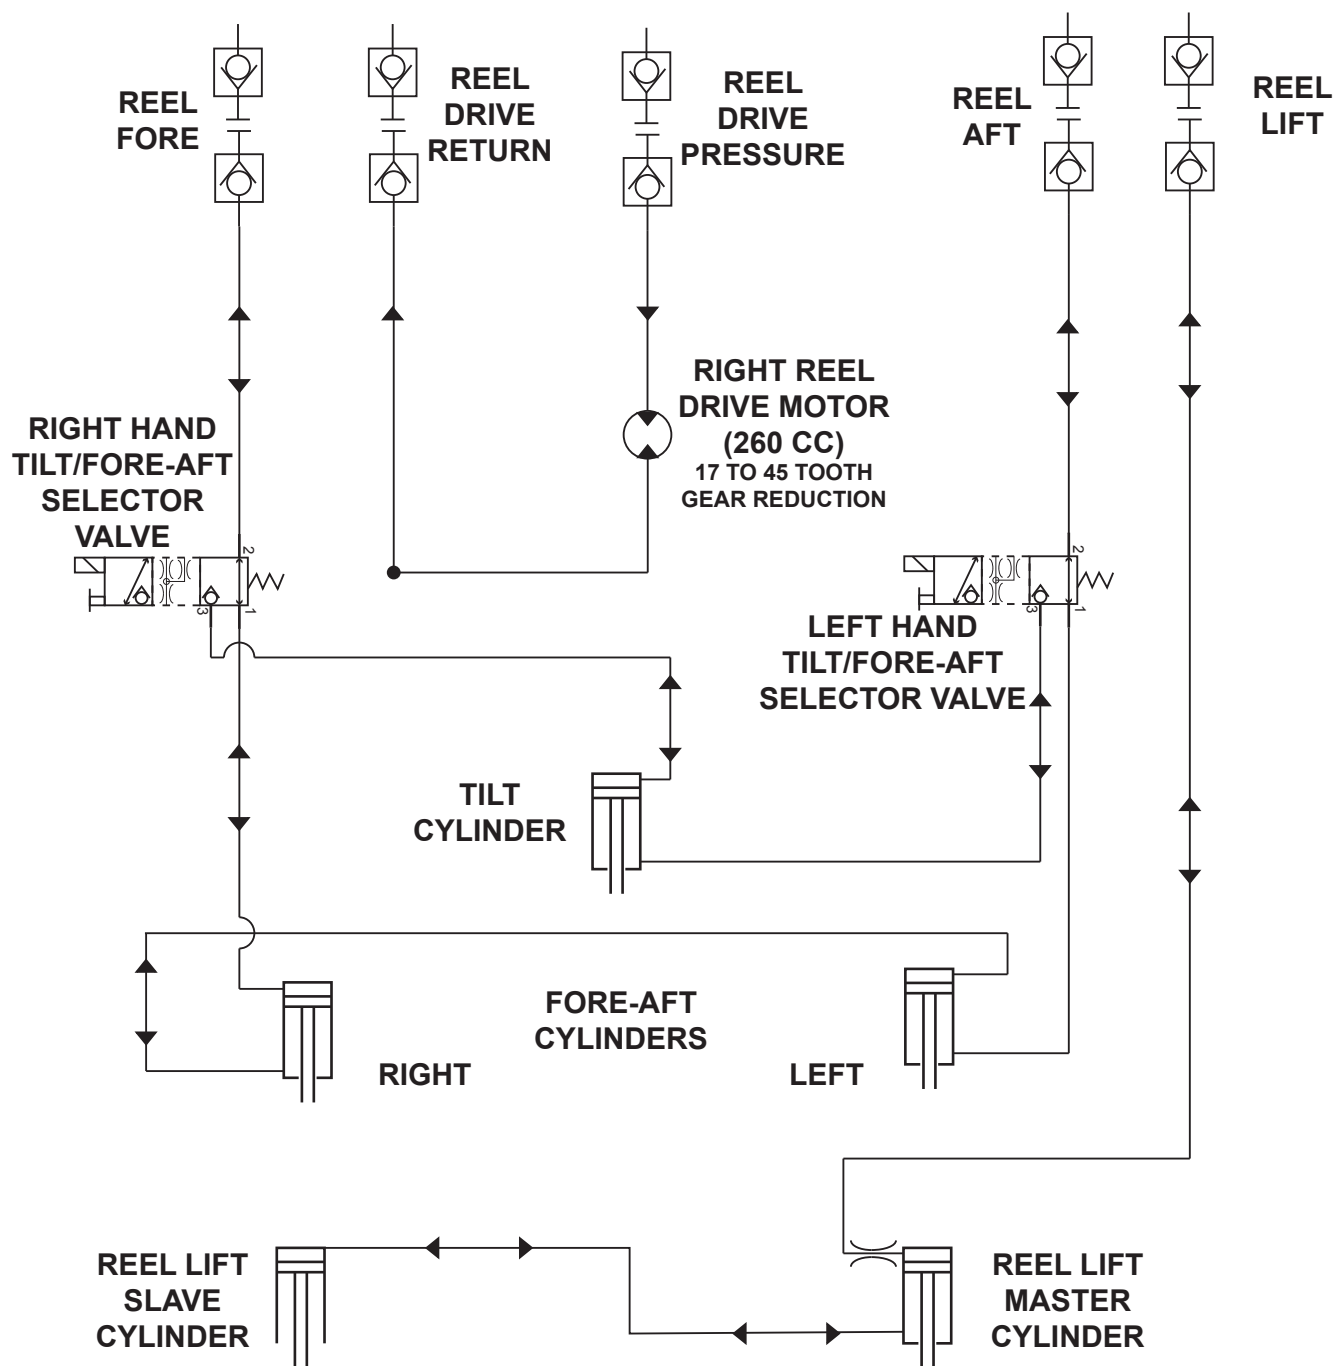 REEL
FORE
REEL
DRIVE
RETURN
REEL
DRIVE
PRESSURE
REEL
AFT
REEL
LIFT
RIGHT REEL
DRIVE MOTOR
(260 CC)
17 TO 45 TOOTH
GEAR REDUCTION
RIGHT HAND
TILT/FORE-AFT
SELECTOR
VALVE
2
3
1
2
3
1
LEFT HAND
TILT/FORE-AFT
SELECTOR VALVE
TILT
CYLINDER
FORE-AFT
CYLINDERS
RIGHT
LEFT
REEL LIFT
SLAVE
CYLINDER
REEL LIFT
MASTER
CYLINDER